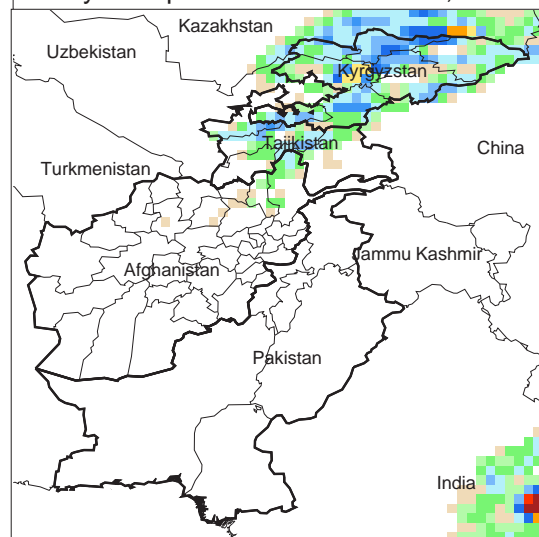 Kazakhstan
Uzbekistan
Kyrgyzstan
Tajikistan
China
Turkmenistan
Jammu Kashmir
Afghanistan
Pakistan
India